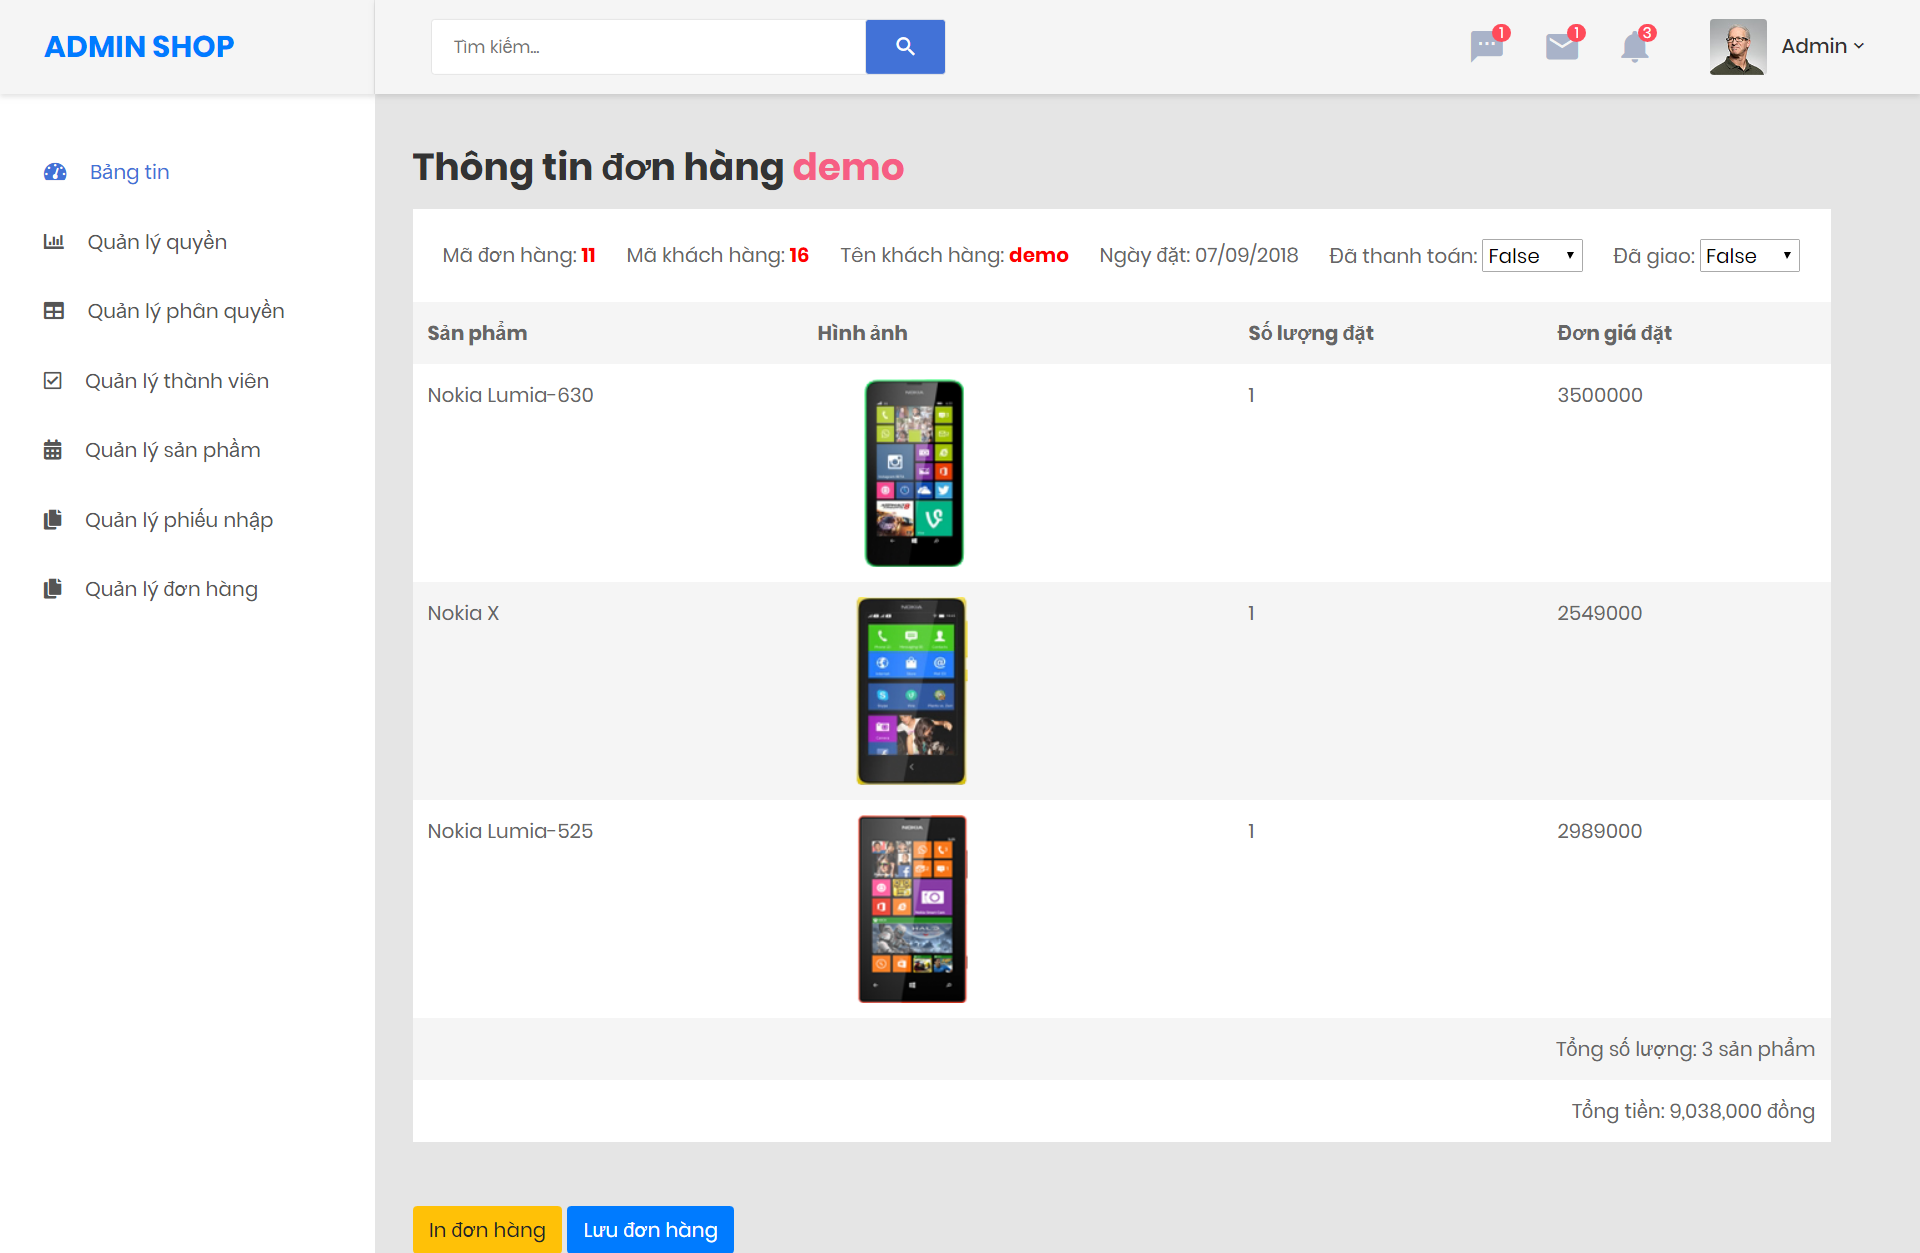 ADMIN SHOP
Tìm kiếm...
1
1
3
Admin
Bảng tin
Quản lý quyền
Quản lý phân quyền
Quản lý thành viên
Quản lý sản phẩm
Quản lý phiếu nhập
Quản lý đơn hàng
Thông tin đơn hàng demo
Mã đơn hàng: 11 Mã khách hàng: 16 Tên khách hàng: demo Ngày đặt: 07/09/2018 Đã thanh toán: False Đã giao: False
Sản phẩm Hình ảnh Số lượng đặt Đơn giá đặt
Nokia Lumia-630 1 3500000
NOKIA
Nokia X 1 2549000
NOKIA
Nokia Lumia-525 1 2989000
NOKIA
HALO
Tổng số lượng: 3 sản phẩm
Tổng tiền: 9,038,000 đồng
In đơn hàng Lưu đơn hàng